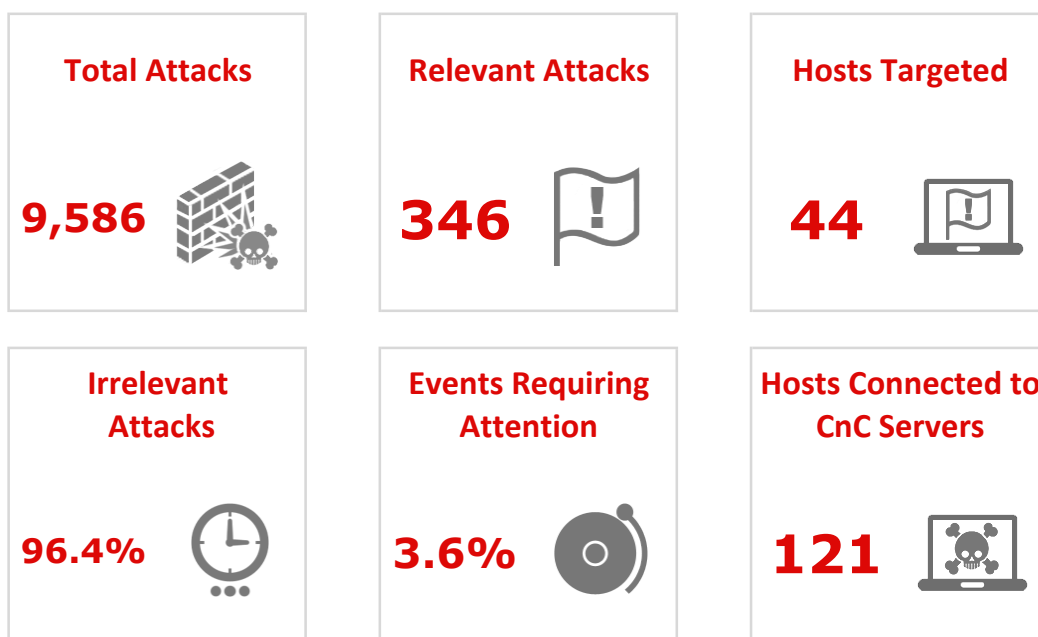 Total Attacks
9,586
Relevant Attacks
346
Hosts Targeted
44
Irrelevant
Attacks
96.4%
Events Requiring
Attention
3.6%
Hosts Connected to
CnC Servers
121